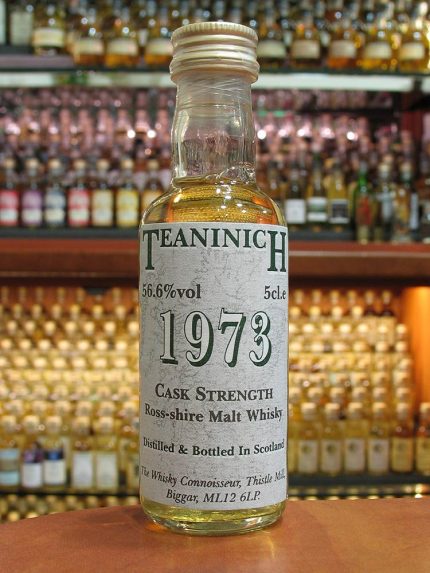 TEANINICH
56.6%vol 5cl.e
1973
CASK STRENGTH
Ross-shire Malt Whisky
Distilled & Bottled In Scotland
The Whisky Connoisseur, Thistle Mill,
Biggar, ML12 6LP.